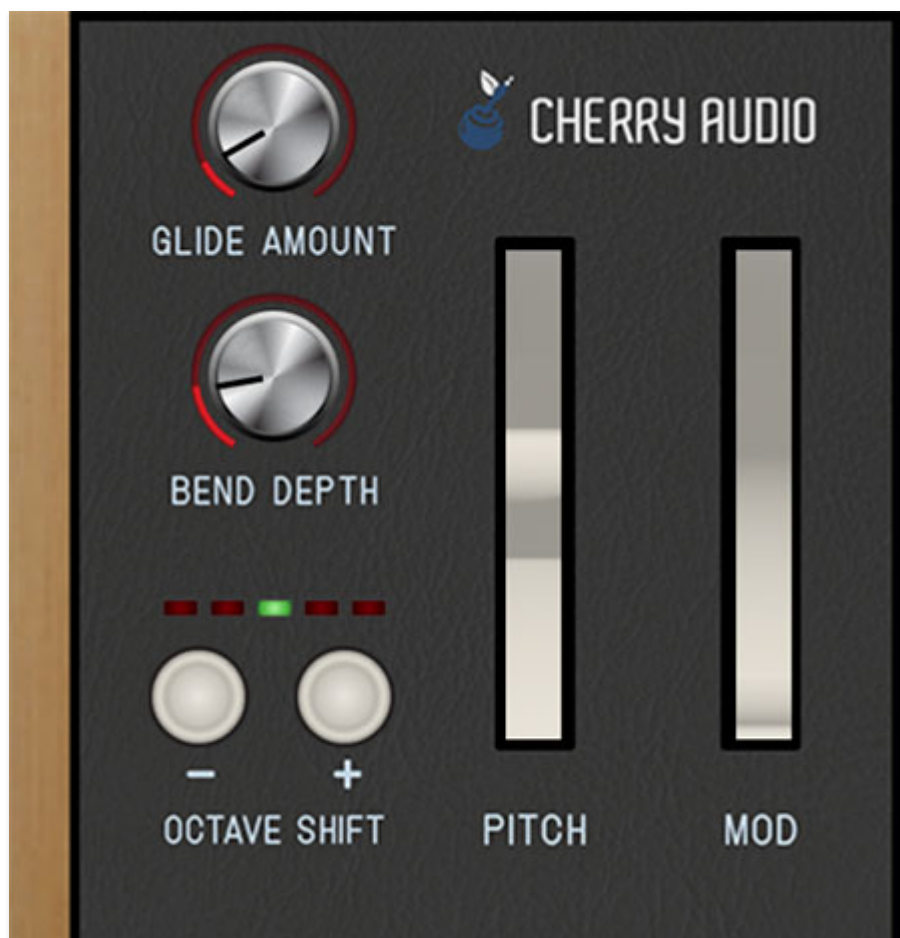 CHERRY AUDIO
GLIDE AMOUNT
BEND DEPTH
− +
OCTAVE SHIFT
PITCH
MOD